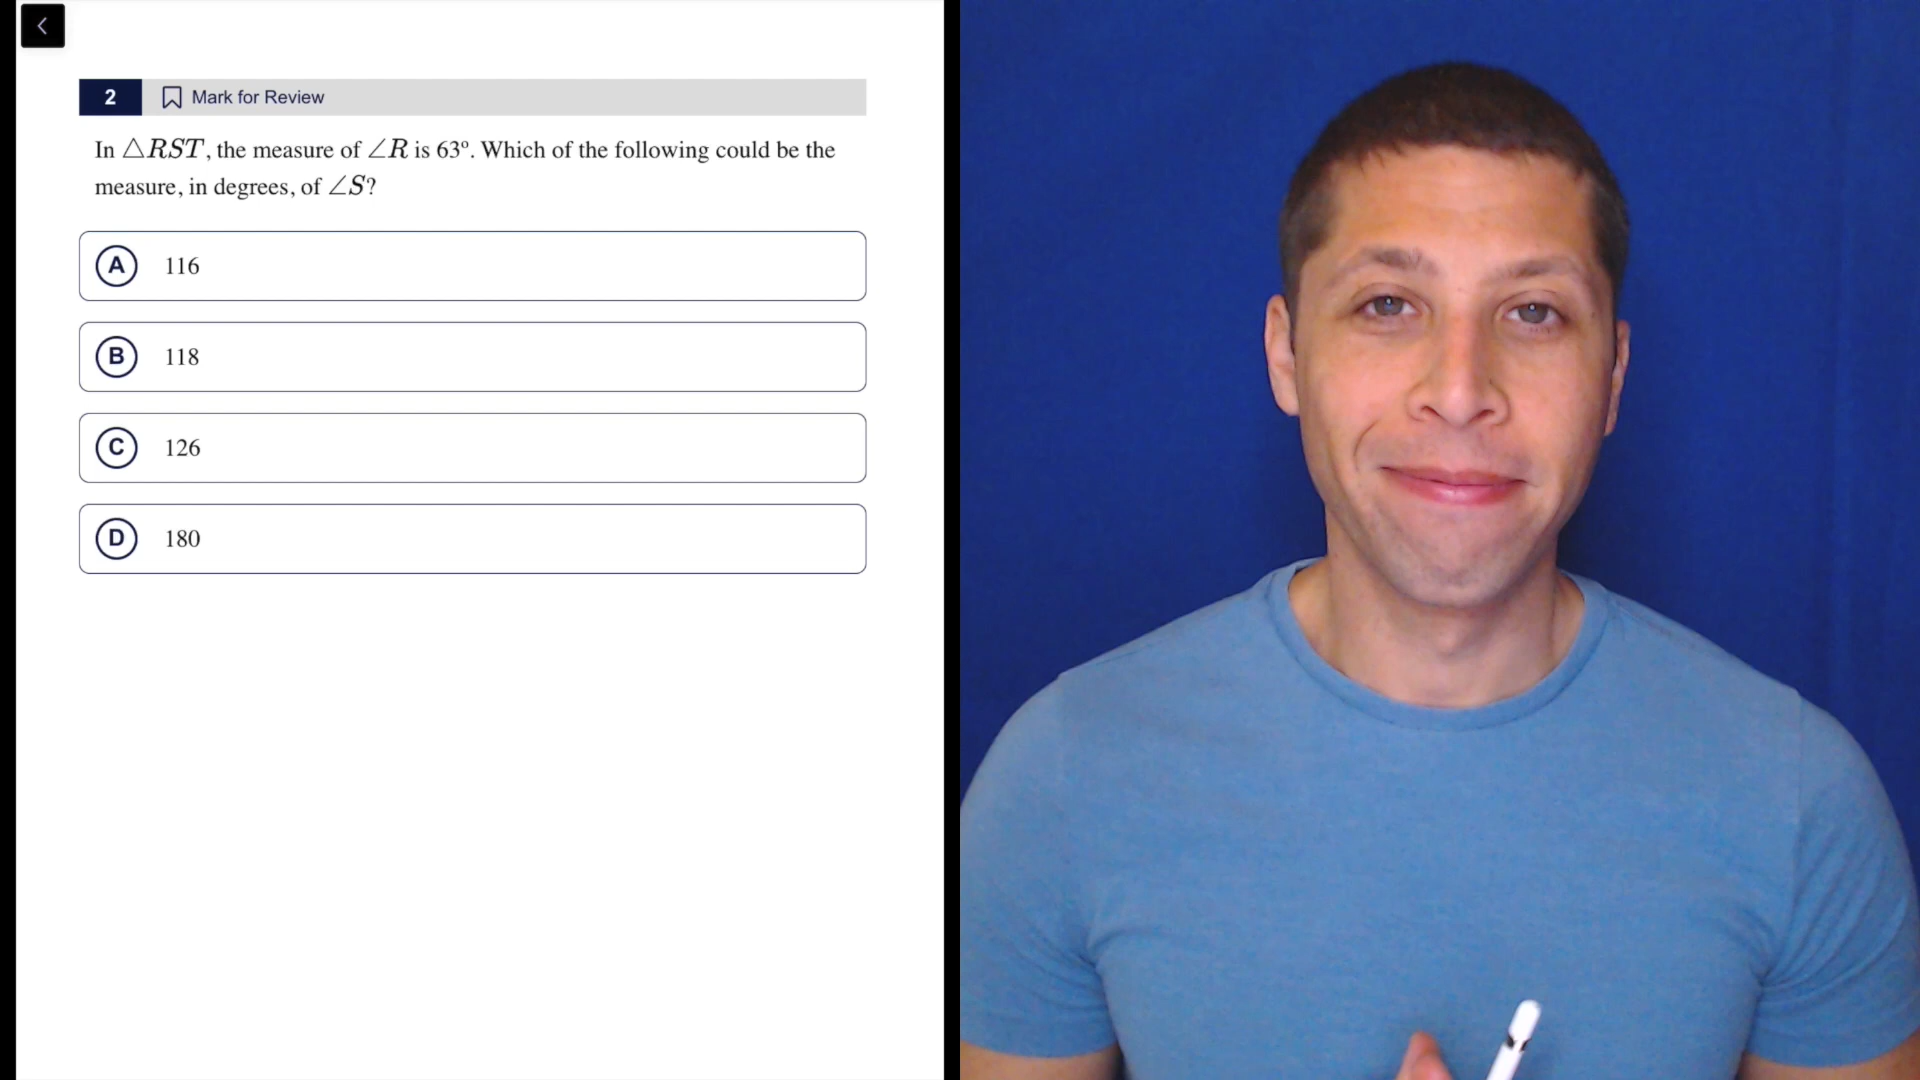 2 Mark for Review
In △RST, the measure of ∠R is 63°. Which of the following could be the
measure, in degrees, of ∠S?
A 116
B 118
C 126
D 180